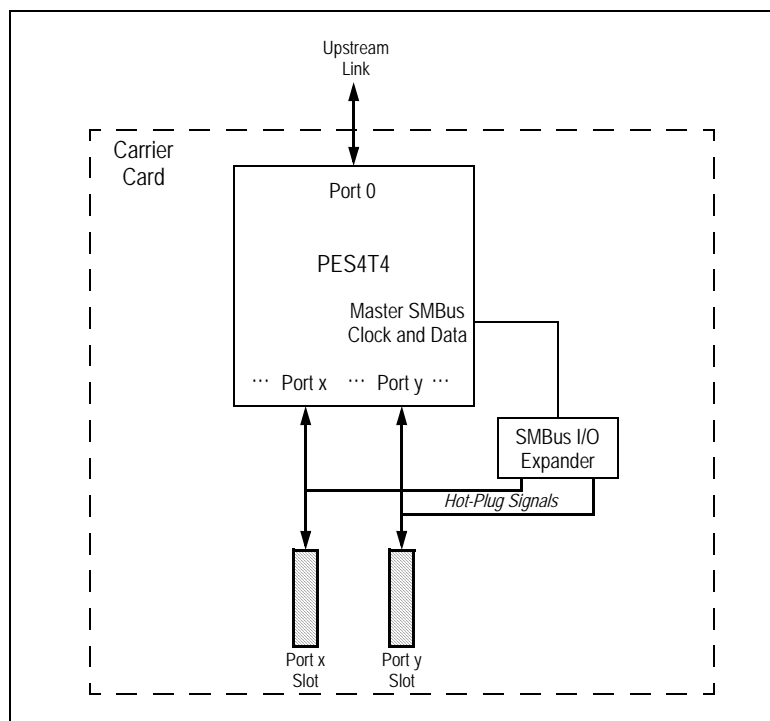 Upstream
Link
Carrier
Card
Port 0
PES4T4
Master SMBus
Clock and Data
... Port x ... Port y ...
SMBus I/O
Expander
Hot-Plug Signals
Port x
Slot
Port y
Slot